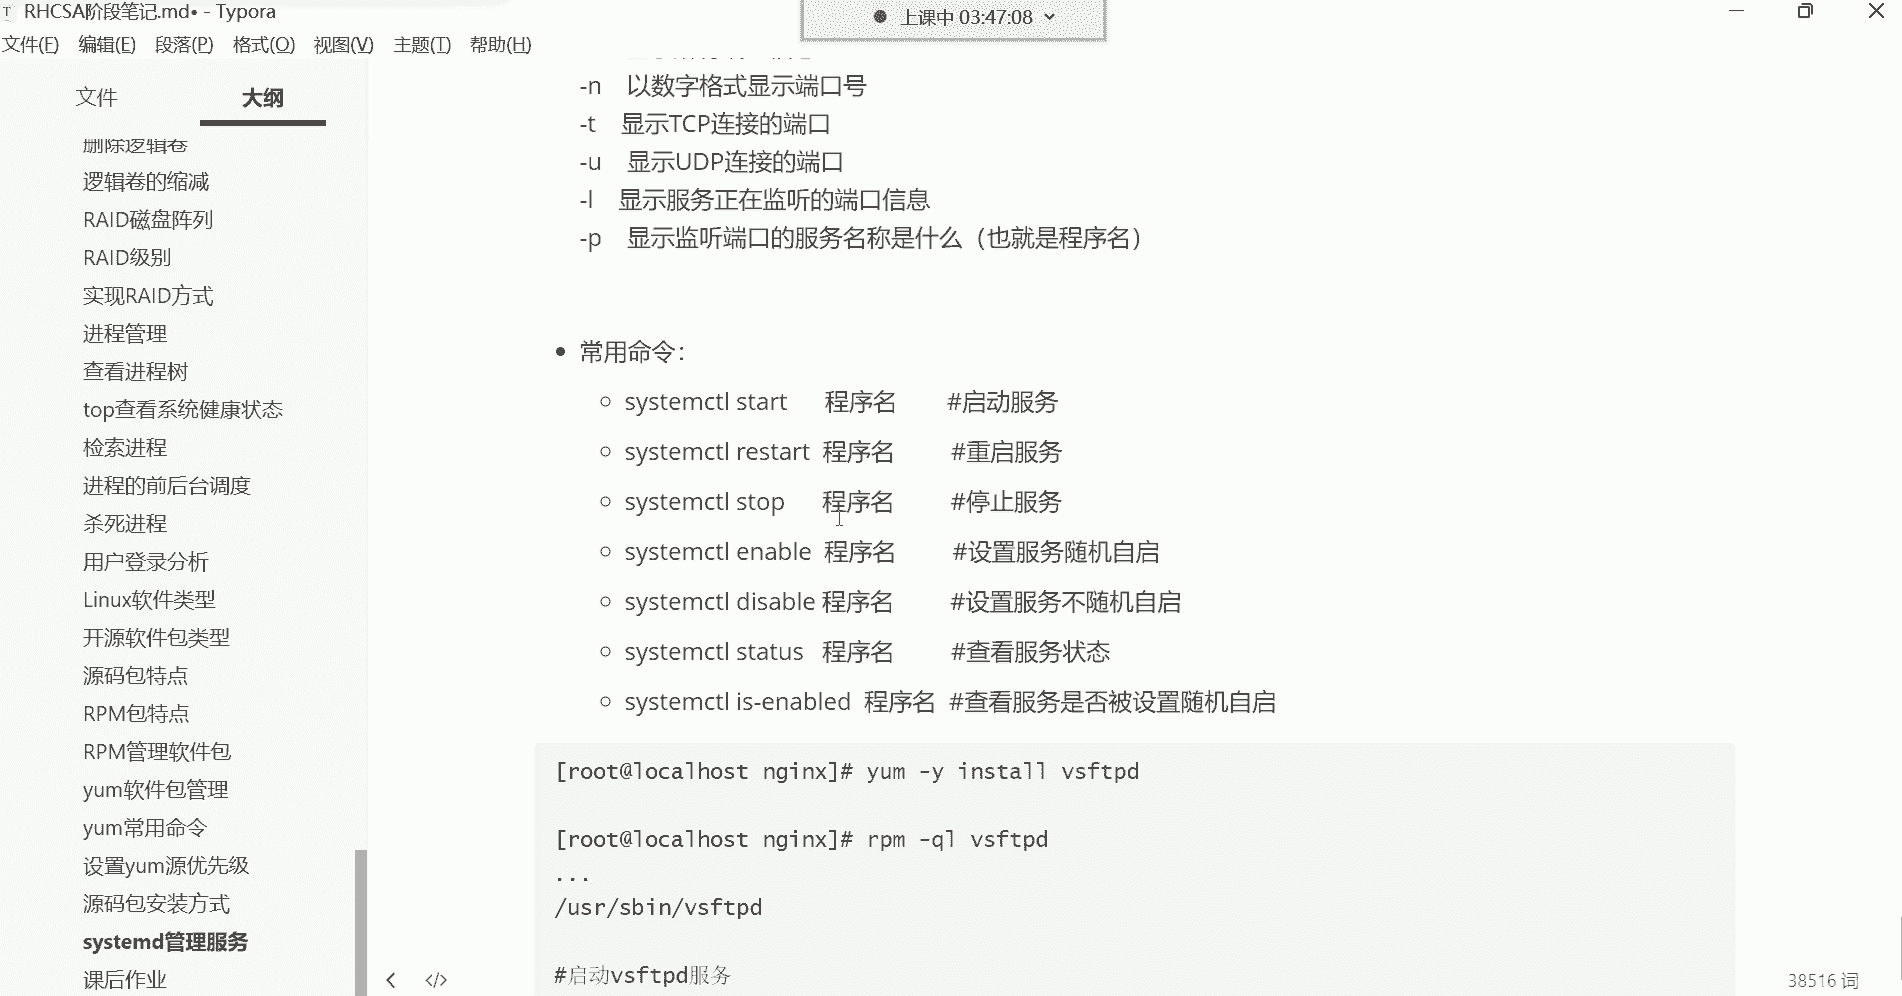 RHCSA阶段笔记.md• - Typora
上课中 03:47:08
文件(F) 编辑(E) 段落(P) 格式(O) 视图(V) 主题(T) 帮助(H)
文件 大纲
删除逻辑卷
逻辑卷的缩减
RAID磁盘阵列
RAID级别
实现RAID方式
进程管理
查看进程树
top查看系统健康状态
检索进程
进程的前后台调度
杀死进程
用户登录分析
Linux软件类型
开源软件包类型
源码包特点
RPM包特点
RPM管理软件包
yum软件包管理
yum常用命令
设置yum源优先级
源码包安装方式
systemd管理服务
课后作业
-n 以数字格式显示端口号
-t 显示TCP连接的端口
-u 显示UDP连接的端口
-l 显示服务正在监听的端口信息
-p 显示监听端口的服务名称是什么（也就是程序名）
常用命令：
systemctl start 程序名 #启动服务
systemctl restart 程序名 #重启服务
systemctl stop 程序名 #停止服务
systemctl enable 程序名 #设置服务随机自启
systemctl disable 程序名 #设置服务不随机自启
systemctl status 程序名 #查看服务状态
systemctl is-enabled 程序名 #查看服务是否被设置随机自启
[root@localhost nginx]# yum -y install vsftpd
[root@localhost nginx]# rpm -ql vsftpd
...
/usr/sbin/vsftpd
#启动vsftpd服务
38516 词